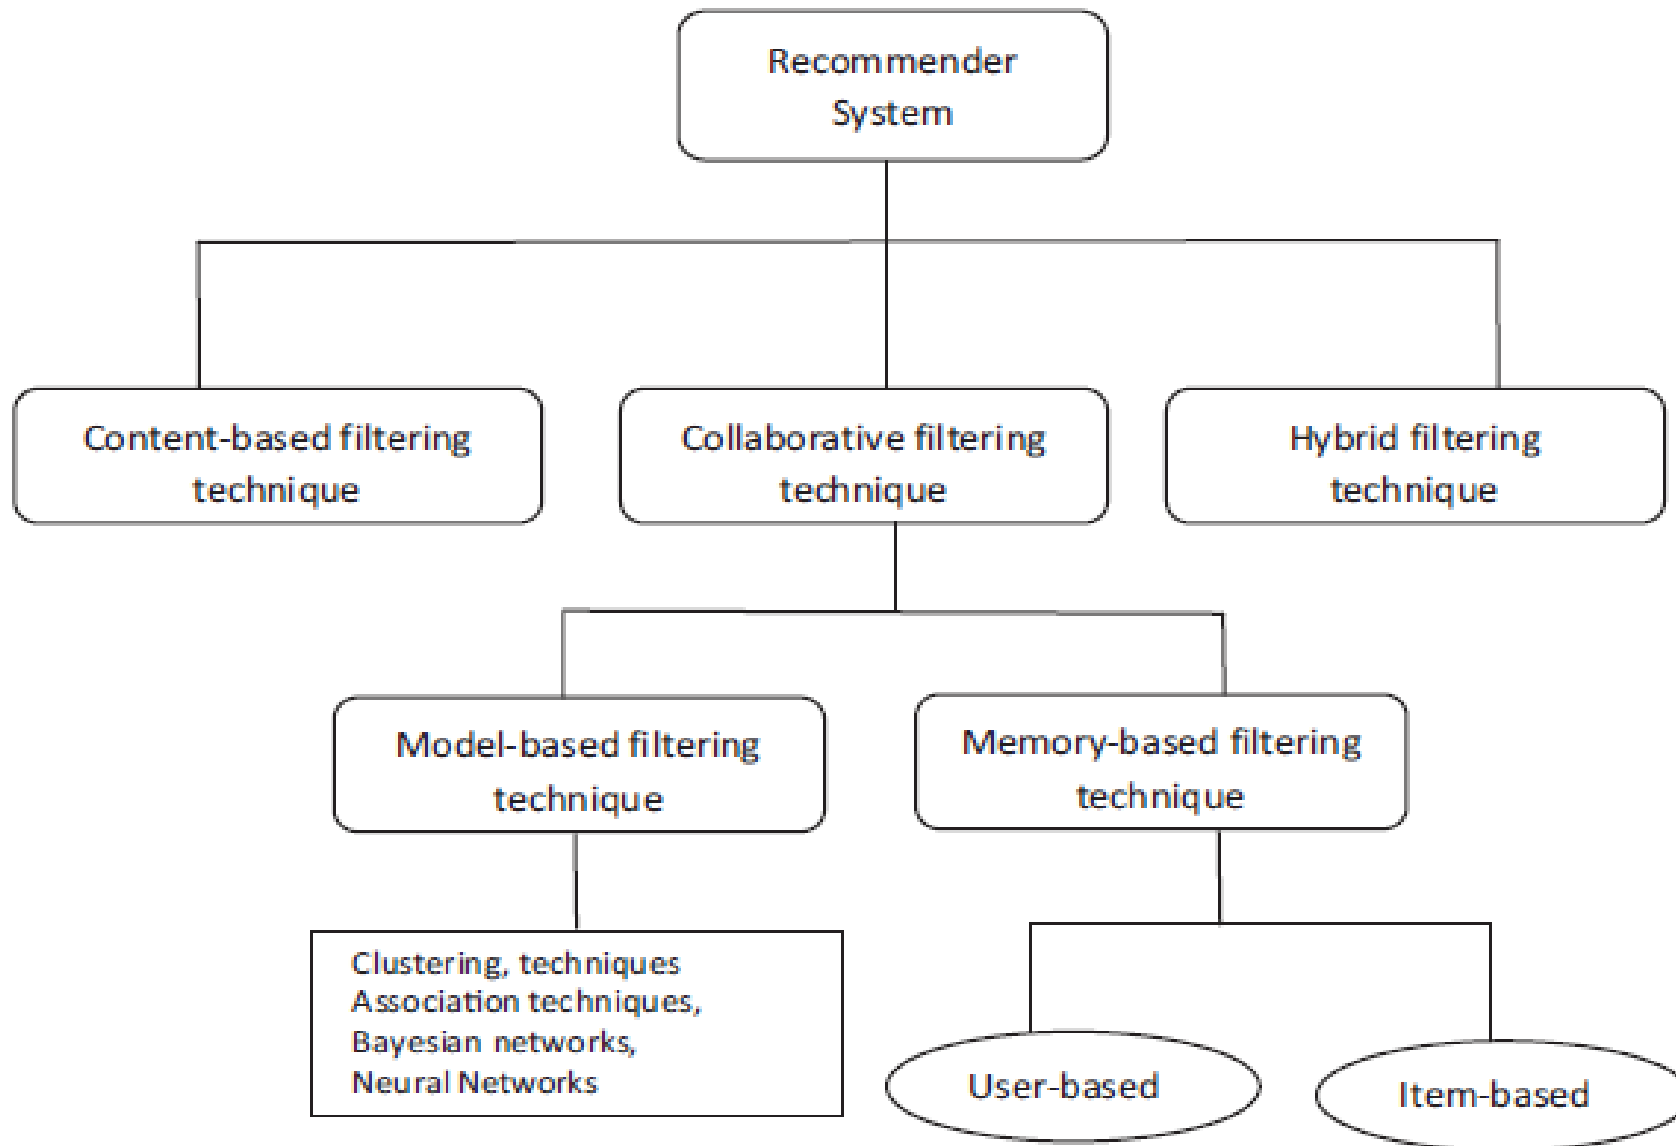 Recommender
System
Content-based filtering
technique
Collaborative filtering
technique
Hybrid filtering
technique
Model-based filtering
technique
Memory-based filtering
technique
Clustering, techniques
Association techniques,
Bayesian networks,
Neural Networks
User-based
Item-based